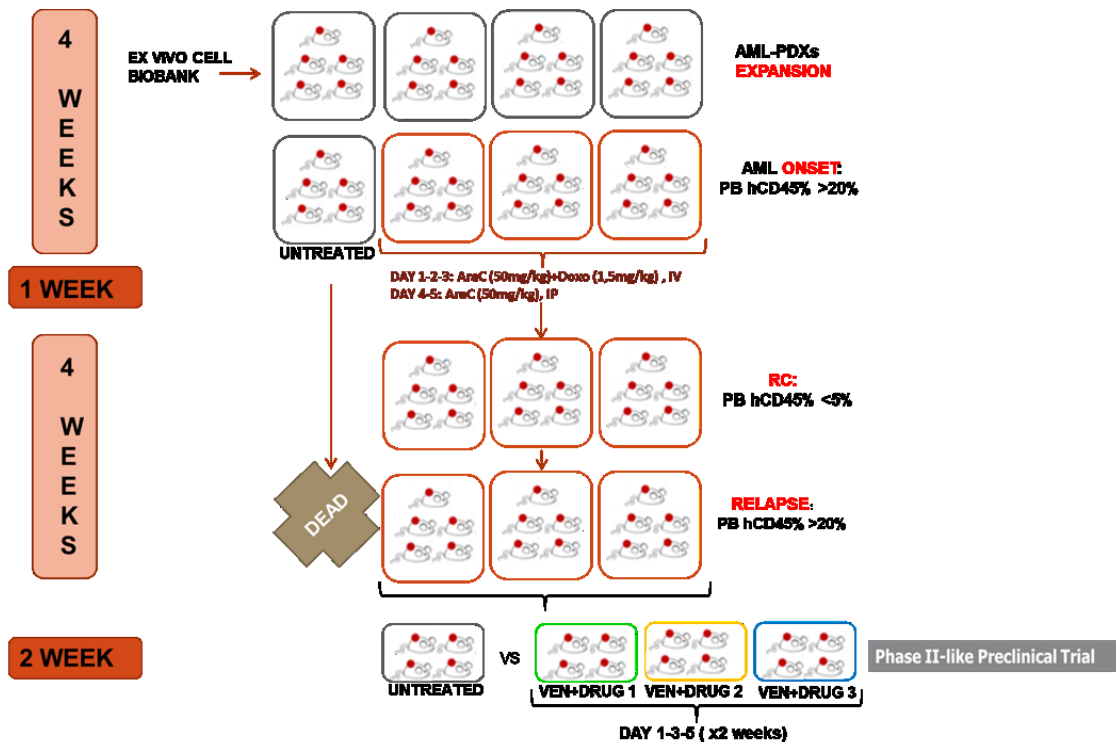 4 WEEKS
EX VIVO CELL
BIOBANK
AML-PDXs
EXPANSION
AML ONSET:
PB hCD45% >20%
UNTREATED
1 WEEK
DAY 1-2-3: AraC (50mg/kg)+Doxo (1,5mg/kg) , IV
DAY 4-5: AraC (50mg/kg), IP
4 WEEKS
RC:
PB hCD45% <5%
DEAD
RELAPSE:
PB hCD45% >20%
2 WEEK
VS
Phase II-like Preclinical Trial
UNTREATED
VEN+DRUG 1
VEN+DRUG 2
VEN+DRUG 3
DAY 1-3-5 ( x2 weeks)